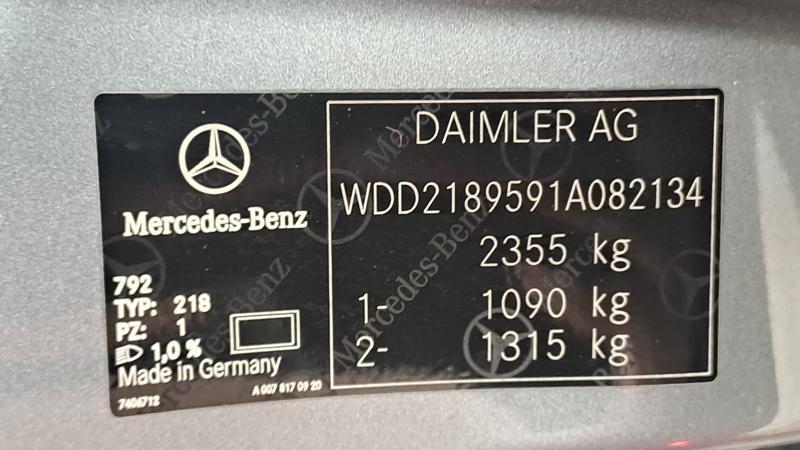 Mercedes-Benz
792
TYP: 218
PZ: 1
1,0 %
Made in Germany
7406712
A 007 817 09 20
DAIMLER AG
WDD2189591A082134
2355 kg
1- 1090 kg
2- 1315 kg